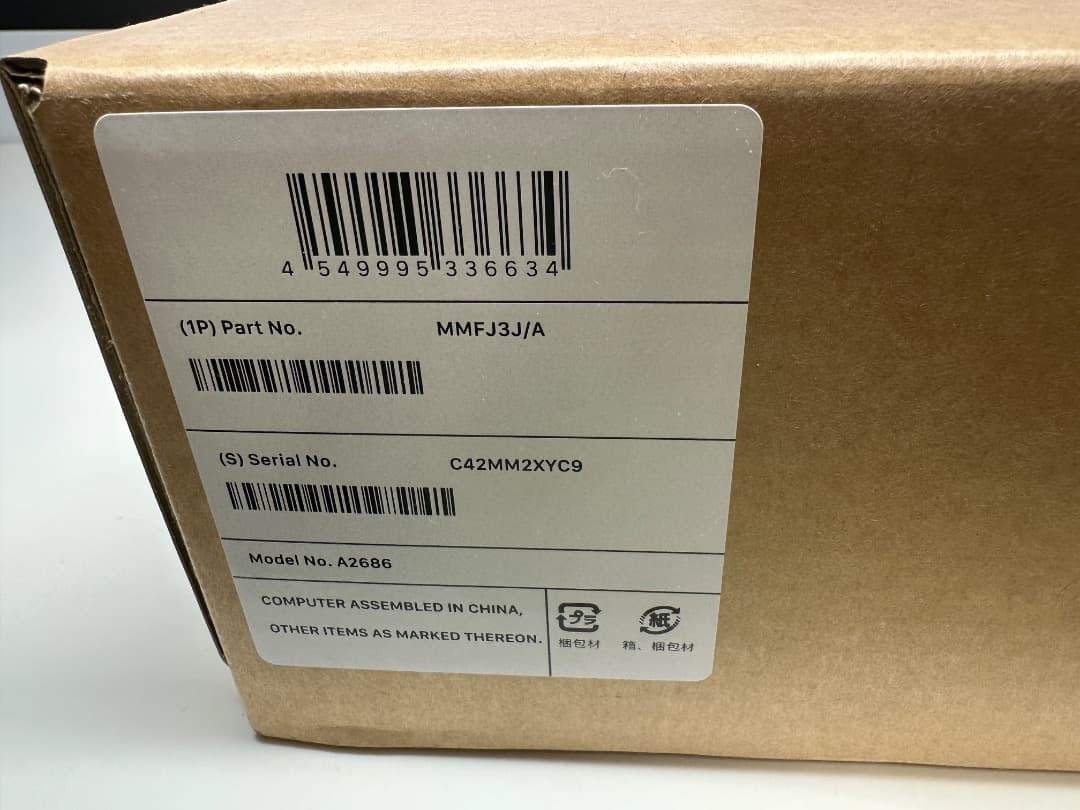 4 549995 336634
(1P) Part No. MMFJ3J/A
(S) Serial No. C42MM2XYC9
Model No. A2686
COMPUTER ASSEMBLED IN CHINA,
OTHER ITEMS AS MARKED THEREON.
プラ 紙
梱包材 箱、梱包材